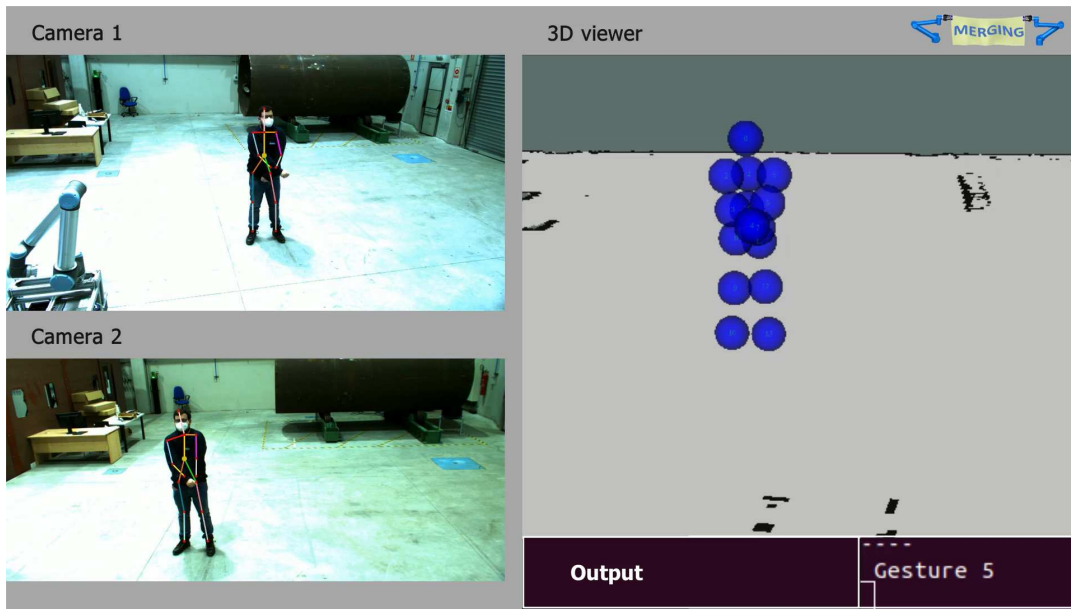 Camera 1
3D viewer
MERGING
Camera 2
Output
----
Gesture 5